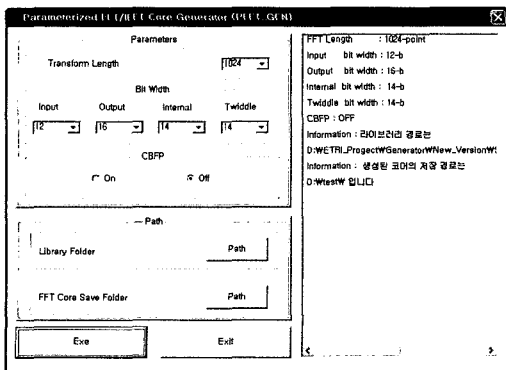 Parameterized FFT/IFFT Core Generator (PFFT_GEN)
Parameters
Transform Length 1024
Bit Width
Input Output Internal Twiddle
12 16 14 14
CBFP
On Off
Path
Library Folder Path
FFT Core Save Folder Path
Exe Exit
FFT Length : 1024-point
Input bit width : 12-b
Output bit width : 16-b
Internal bit width : 14-b
Twiddle bit width : 14-b
CBFP : OFF
Information : 라이브러리 경로는
D:₩ETRI_Progect₩Generator₩New_Version₩
Information : 생성된 코어의 저장 경로는
D:₩test₩ 입니다